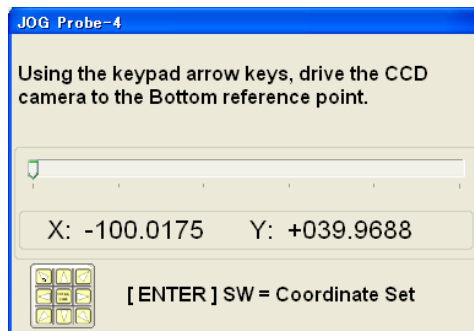 JOG Probe-4
Using the keypad arrow keys, drive the CCD
camera to the Bottom reference point.
X: -100.0175 Y: +039.9688
[ ENTER ] SW = Coordinate Set